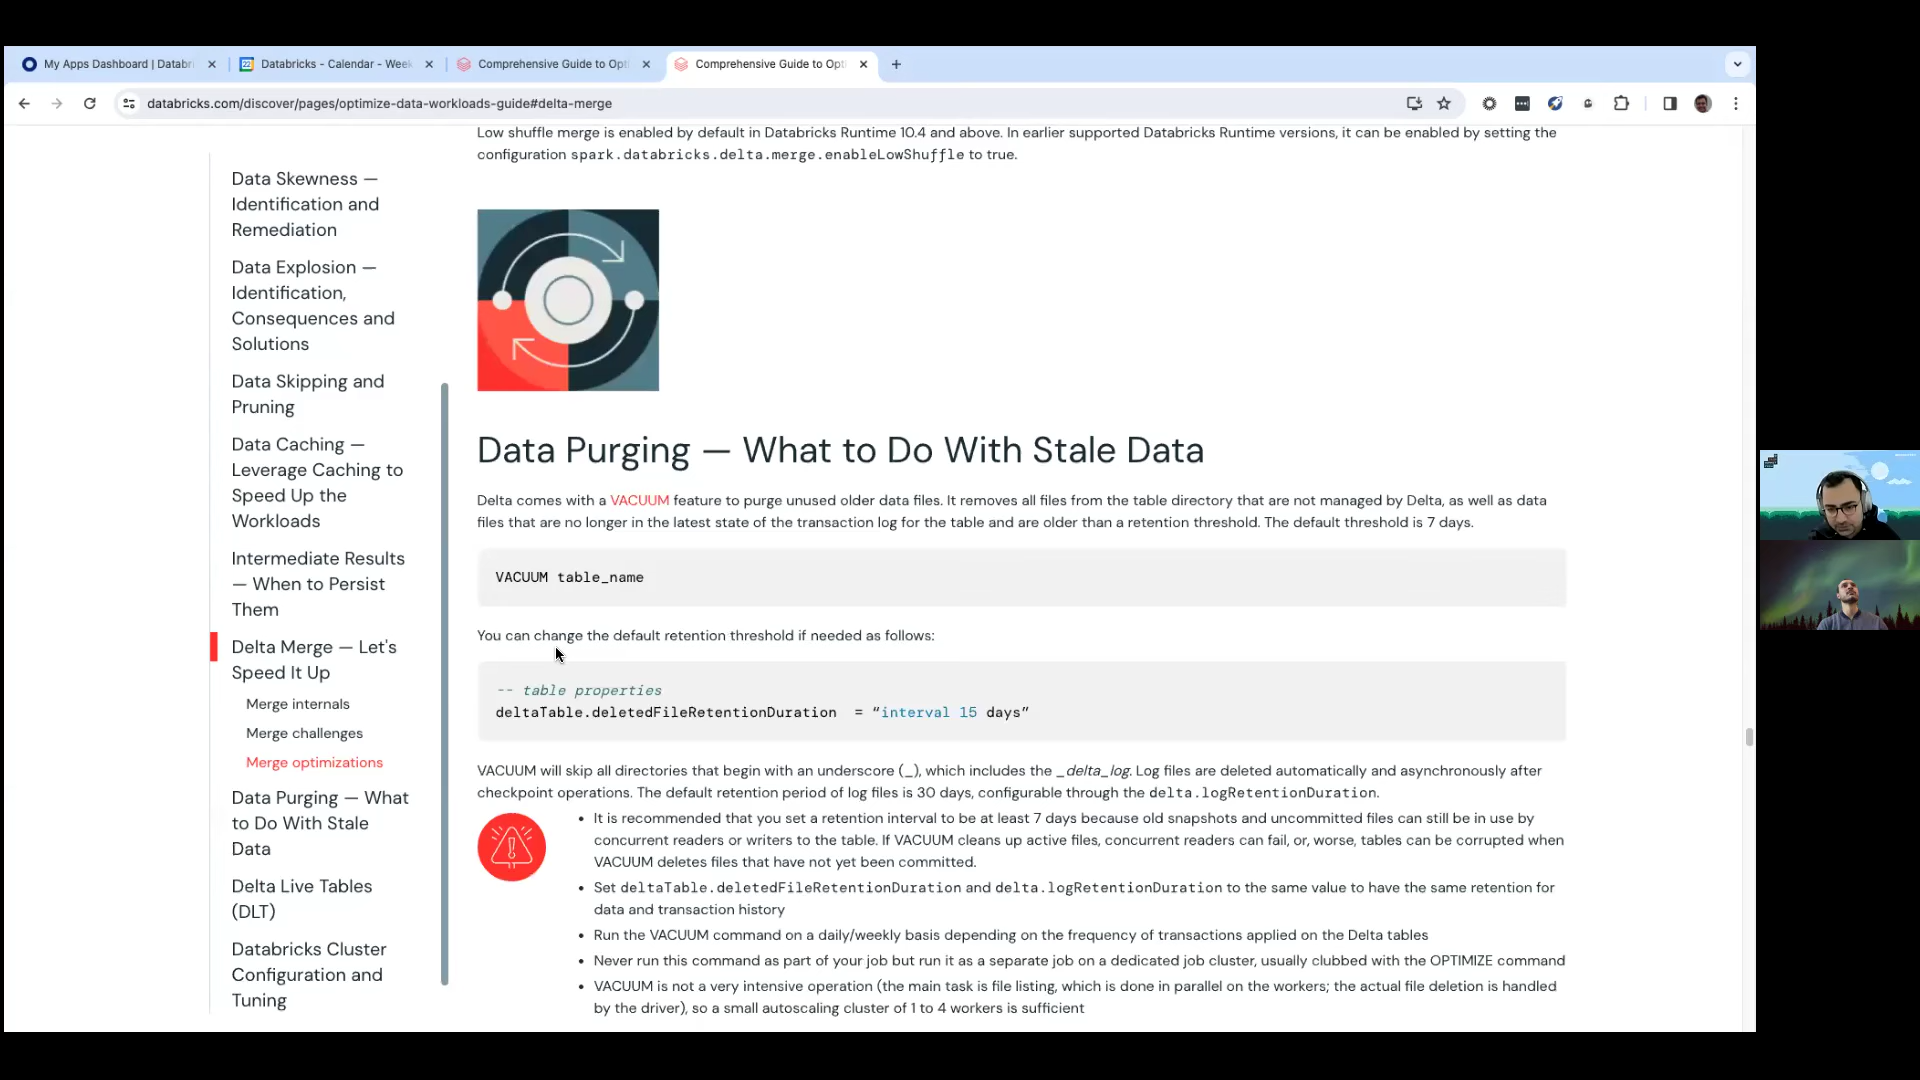 My Apps Dashboard | Databri
Databricks - Calendar - Week
Comprehensive Guide to Opti
Comprehensive Guide to Opti
databricks.com/discover/pages/optimize-data-workloads-guide#delta-merge
Data Skewness —
Identification and
Remediation
Data Explosion —
Identification,
Consequences and
Solutions
Data Skipping and
Pruning
Data Caching —
Leverage Caching to
Speed Up the
Workloads
Intermediate Results
— When to Persist
Them
Delta Merge — Let's
Speed It Up
Merge internals
Merge challenges
Merge optimizations
Data Purging — What
to Do With Stale
Data
Delta Live Tables
(DLT)
Databricks Cluster
Configuration and
Tuning
Low shuffle merge is enabled by default in Databricks Runtime 10.4 and above. In earlier supported Databricks Runtime versions, it can be enabled by setting the
configuration spark.databricks.delta.merge.enableLowShuffle to true.
Data Purging — What to Do With Stale Data
Delta comes with a VACUUM feature to purge unused older data files. It removes all files from the table directory that are not managed by Delta, as well as data
files that are no longer in the latest state of the transaction log for the table and are older than a retention threshold. The default threshold is 7 days.
VACUUM table_name
You can change the default retention threshold if needed as follows:
-- table properties
deltaTable.deletedFileRetentionDuration = “interval 15 days”
VACUUM will skip all directories that begin with an underscore (_), which includes the _delta_log. Log files are deleted automatically and asynchronously after
checkpoint operations. The default retention period of log files is 30 days, configurable through the delta.logRetentionDuration.
• It is recommended that you set a retention interval to be at least 7 days because old snapshots and uncommitted files can still be in use by
concurrent readers or writers to the table. If VACUUM cleans up active files, concurrent readers can fail, or, worse, tables can be corrupted when
VACUUM deletes files that have not yet been committed.
• Set deltaTable.deletedFileRetentionDuration and delta.logRetentionDuration to the same value to have the same retention for
data and transaction history
• Run the VACUUM command on a daily/weekly basis depending on the frequency of transactions applied on the Delta tables
• Never run this command as part of your job but run it as a separate job on a dedicated job cluster, usually clubbed with the OPTIMIZE command
• VACUUM is not a very intensive operation (the main task is file listing, which is done in parallel on the workers; the actual file deletion is handled
by the driver), so a small autoscaling cluster of 1 to 4 workers is sufficient